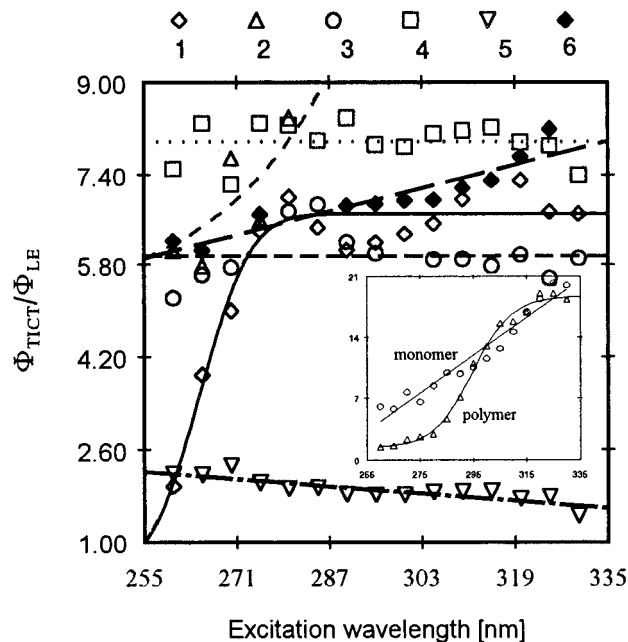 1 2 3 4 5 6
9.00
7.40
5.80
4.20
2.60
1.00
Φ_TICT/Φ_LE
255 271 287 303 319 335
Excitation wavelength [nm]
21
14
7
0
monomer
polymer
266 275 296 315 336